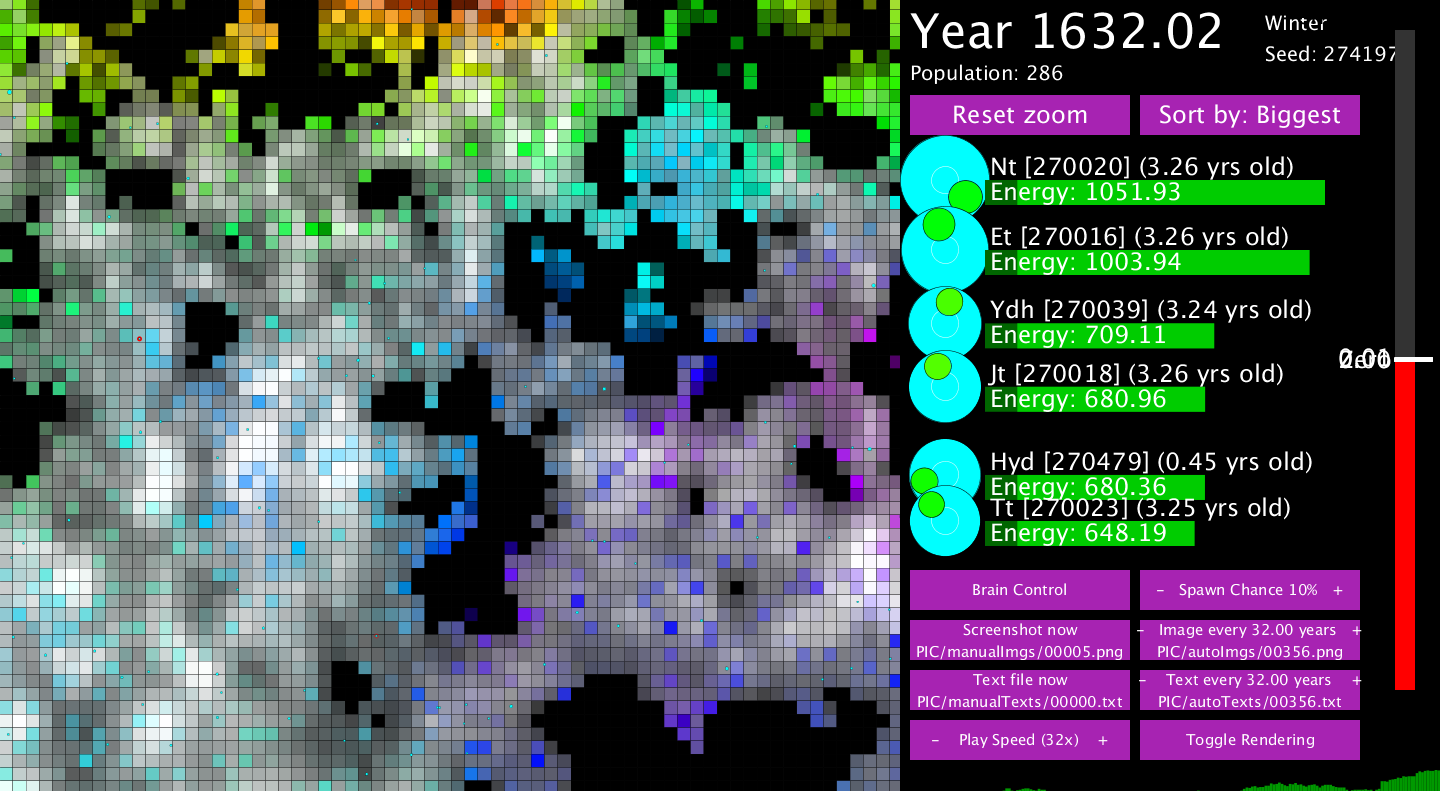 Year 1632.02
Winter
Seed: 274197
Population: 286
Reset zoom
Sort by: Biggest
Nt [270020] (3.26 yrs old)
Energy: 1051.93
Et [270016] (3.26 yrs old)
Energy: 1003.94
Ydh [270039] (3.24 yrs old)
Energy: 709.11
Jt [270018] (3.26 yrs old)
Energy: 680.96
Hyd [270479] (0.45 yrs old)
Energy: 680.36
Tt [270023] (3.25 yrs old)
Energy: 648.19
Brain Control
– Spawn Chance 10% +
Screenshot now
PIC/manualImgs/00005.png
– Image every 32.00 years +
PIC/autoImgs/00356.png
Text file now
PIC/manualTexts/00000.txt
– Text every 32.00 years +
PIC/autoTexts/00356.txt
– Play Speed (32x) +
Toggle Rendering